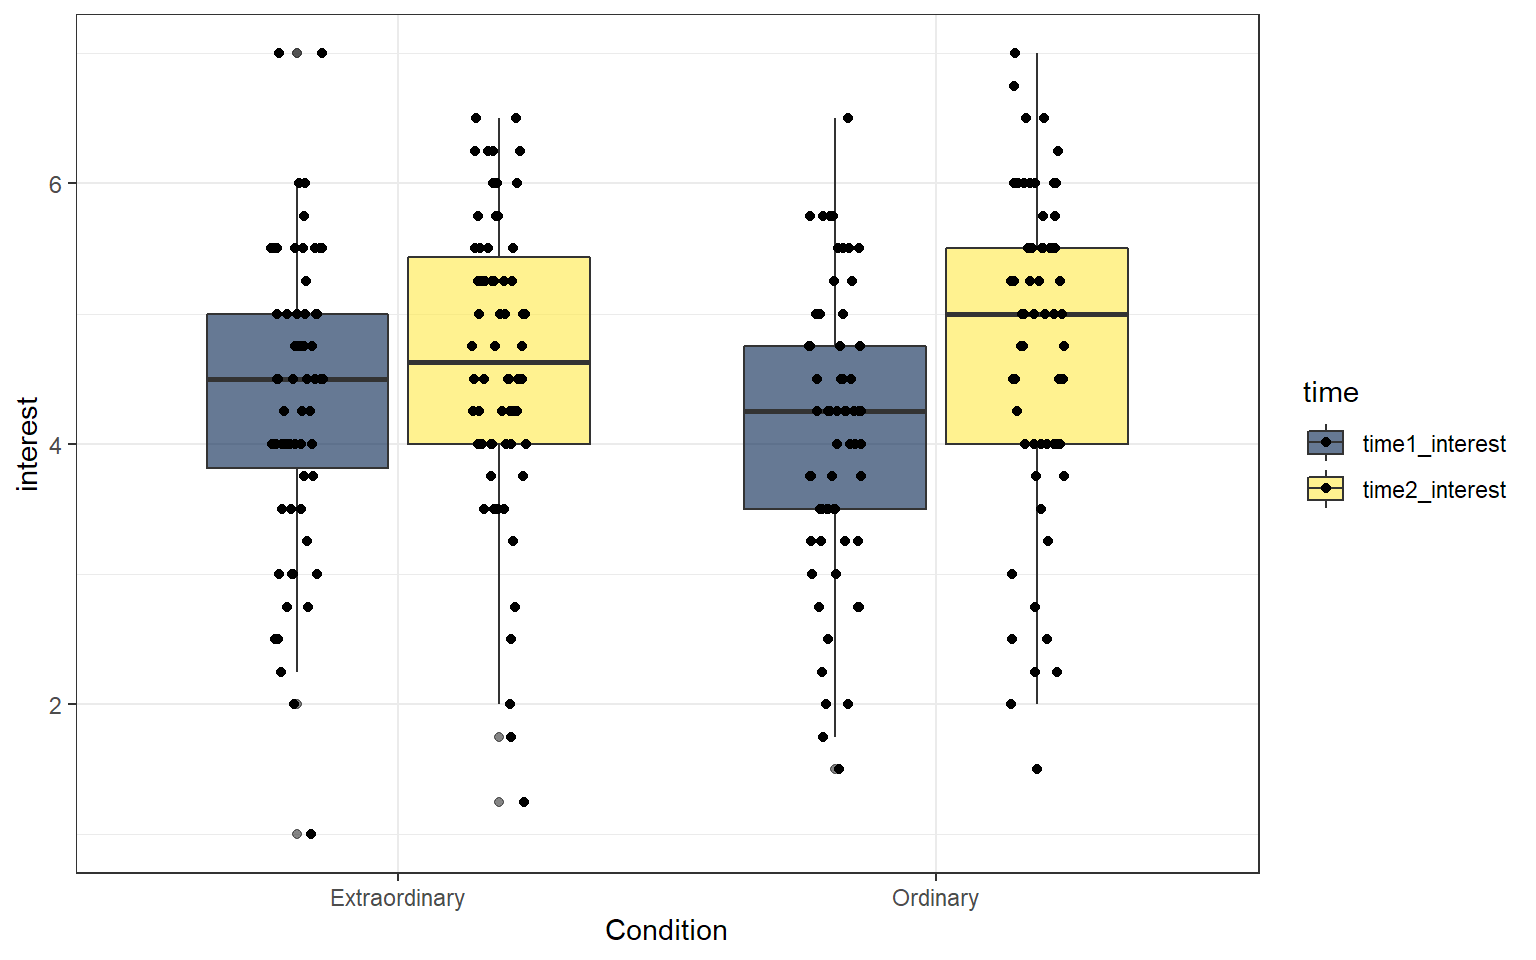 6
4
2
interest
Extraordinary
Ordinary
Condition
time
time1_interest
time2_interest